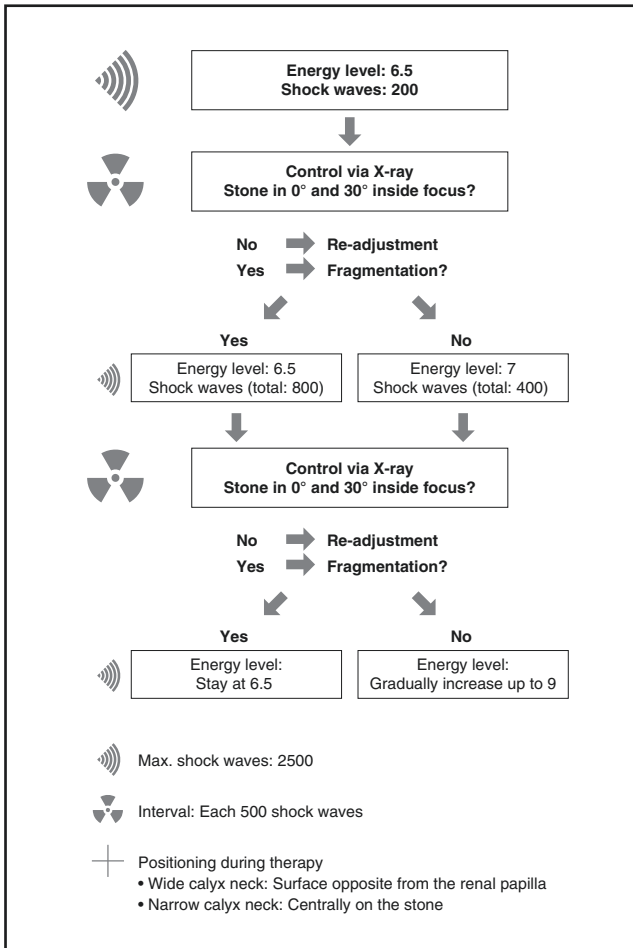 Energy level: 6.5
Shock waves: 200
Control via X-ray
Stone in 0° and 30° inside focus?
No Re-adjustment
Yes Fragmentation?
Yes No
Energy level: 6.5
Shock waves (total: 800)
Energy level: 7
Shock waves (total: 400)
Control via X-ray
Stone in 0° and 30° inside focus?
No Re-adjustment
Yes Fragmentation?
Yes No
Energy level:
Stay at 6.5
Energy level:
Gradually increase up to 9
Max. shock waves: 2500
Interval: Each 500 shock waves
Positioning during therapy
• Wide calyx neck: Surface opposite from the renal papilla
• Narrow calyx neck: Centrally on the stone